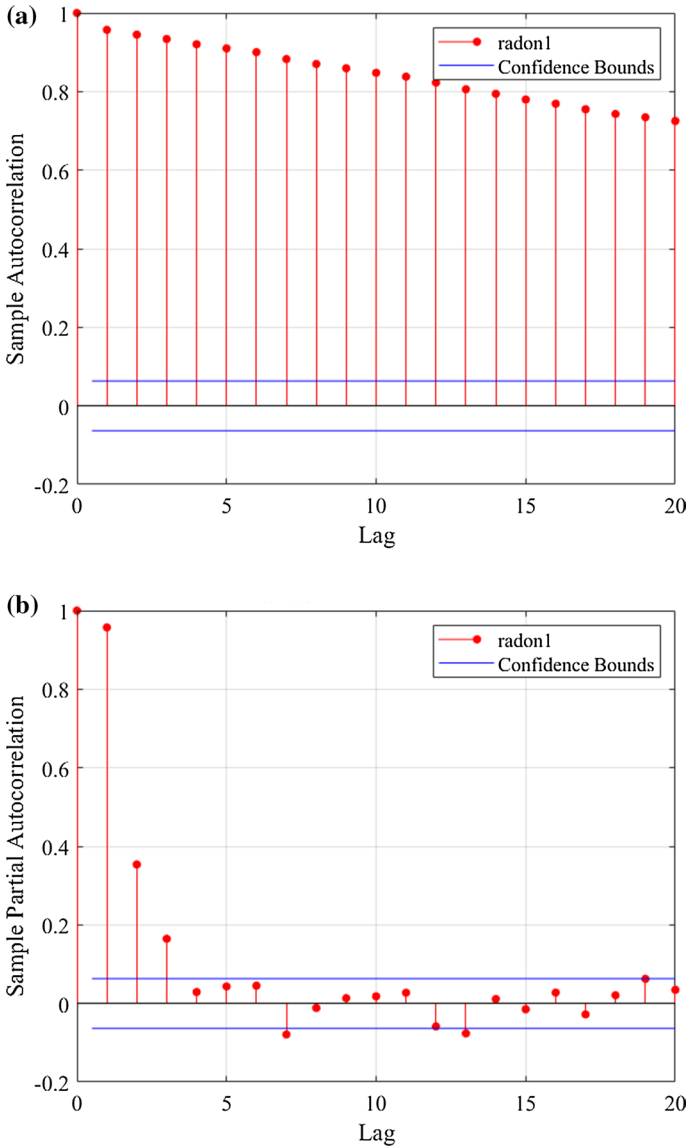 (a)
1
0.8
0.6
0.4
0.2
0
-0.2
Sample Autocorrelation
radon1
Confidence Bounds
0 5 10 15 20
Lag
(b)
1
0.8
0.6
0.4
0.2
0
-0.2
Sample Partial Autocorrelation
radon1
Confidence Bounds
0 5 10 15 20
Lag